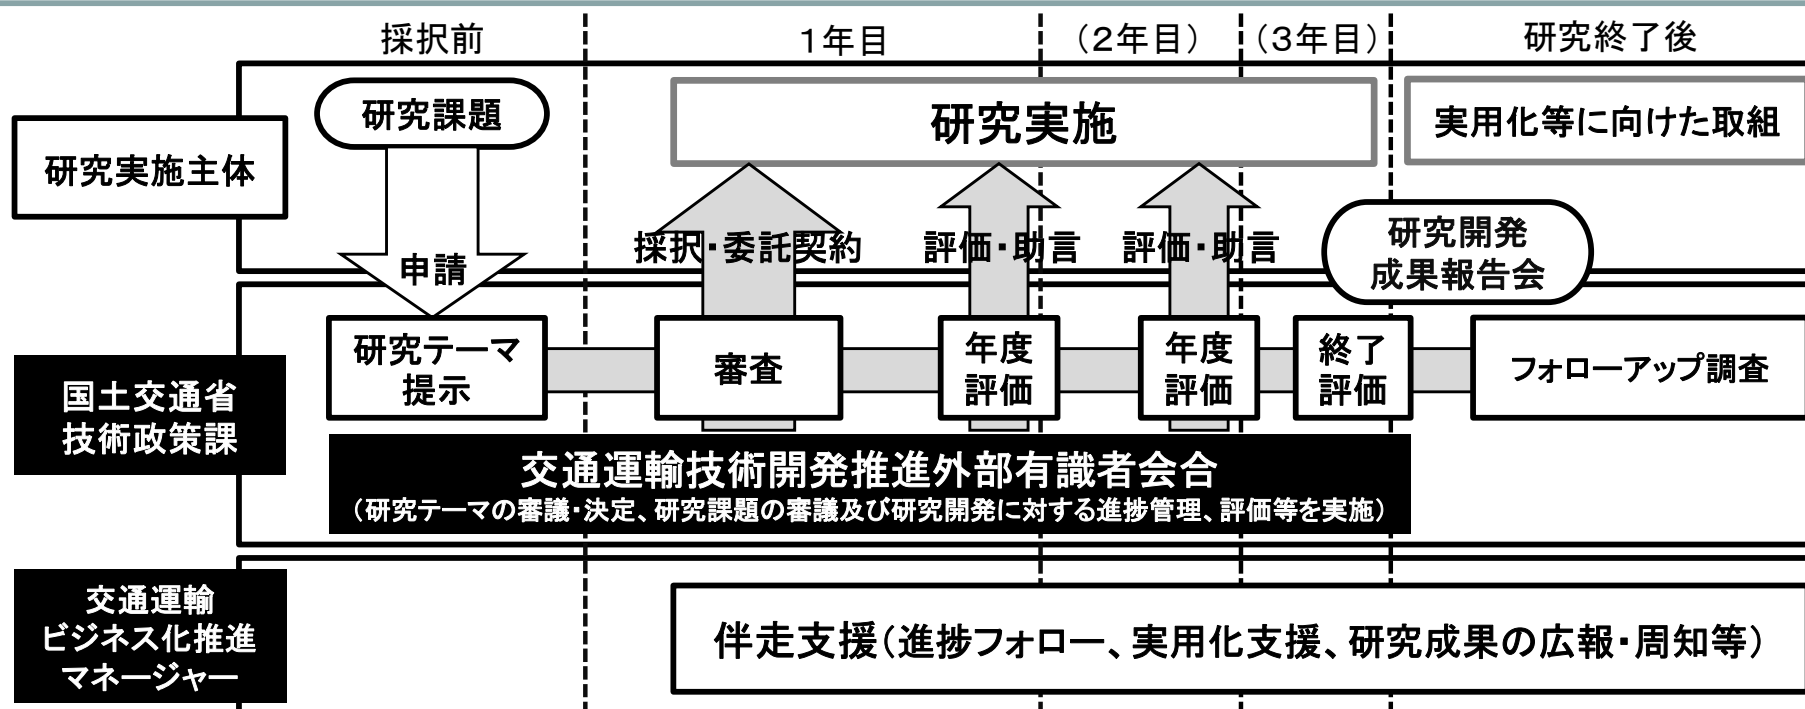 採択前
1年目
(2年目)
(3年目)
研究終了後
研究実施主体
研究課題
研究実施
実用化等に向けた取組
申請
採択・委託契約
評価・助言
評価・助言
研究開発
成果報告会
国土交通省
技術政策課
研究テーマ
提示
審査
年度
評価
年度
評価
終了
評価
フォローアップ調査
交通運輸技術開発推進外部有識者会合
(研究テーマの審議・決定、研究課題の審議及び研究開発に対する進捗管理、評価等を実施)
交通運輸
ビジネス化推進
マネージャー
伴走支援(進捗フォロー、実用化支援、研究成果の広報・周知等)